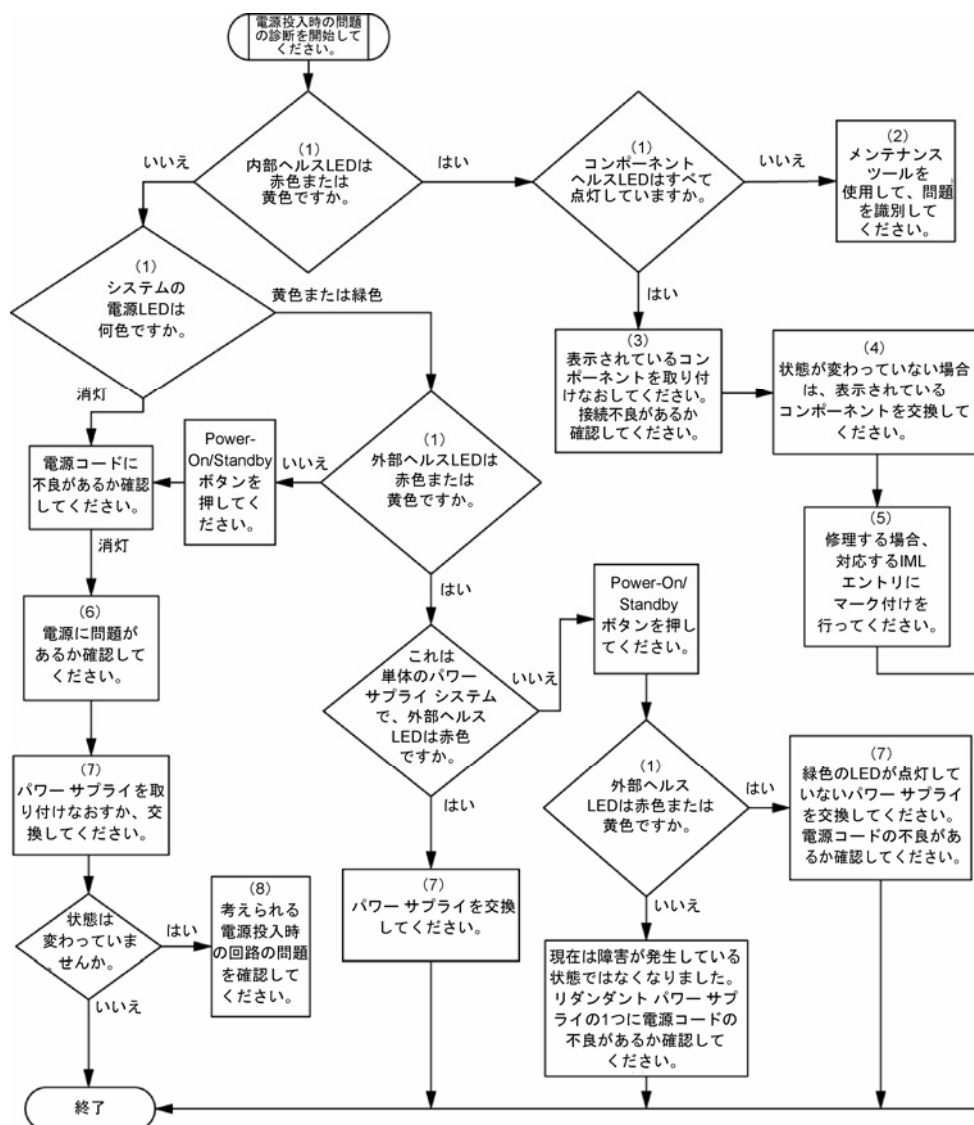 電源投入時の問題
の診断を開始して
ください。
(1)
内部ヘルスLEDは
赤色または
黄色ですか。
いいえ
はい
(1)
コンポーネント
ヘルスLEDはすべて
点灯していますか。
いいえ
(2)
メンテナンス
ツールを
使用して、問題
を識別して
ください。
(1)
システムの
電源LEDは
何色ですか。
黄色または緑色
はい
(3)
表示されているコン
ポーネントを取り付
けなおしてください。
接続不良があるか
確認してください。
(4)
状態が変わっていない場合
は、表示されている
コンポーネントを交換して
ください。
(5)
修理する場合、
対応するIML
エントリに
マーク付けを
行ってください。
消灯
電源コードに
不良があるか確認
してください。
Power-
On/Standby
ボタンを
押してく
ださい。
いいえ
(1)
外部ヘルスLEDは
赤色または
黄色ですか。
消灯
はい
(6)
電源に問題が
あるか確認して
ください。
これは
単体のパワー
サプライ システム
で、外部ヘルス
LEDは赤色
ですか。
いいえ
Power-On/
Standby
ボタンを押し
てください。
はい
(7)
パワー サプライを取
り付けなおすか、交
換してください。
(1)
外部ヘルス
LEDは赤色または
黄色ですか。
はい
(7)
緑色のLEDが点灯して
いないパワー サプライ
を交換してください。
電源コードの不良があ
るか確認してください。
(7)
パワー サプライを交換
してください。
いいえ
状態は
変わっていま
せんか。
はい
(8)
考えられる
電源投入時
の回路の問題
を確認して
ください。
いいえ
現在は障害が発生している
状態ではなくなりました。
リダンダント パワー サプ
ライの1つに電源コードの
不良があるか確認して
ください。
終了